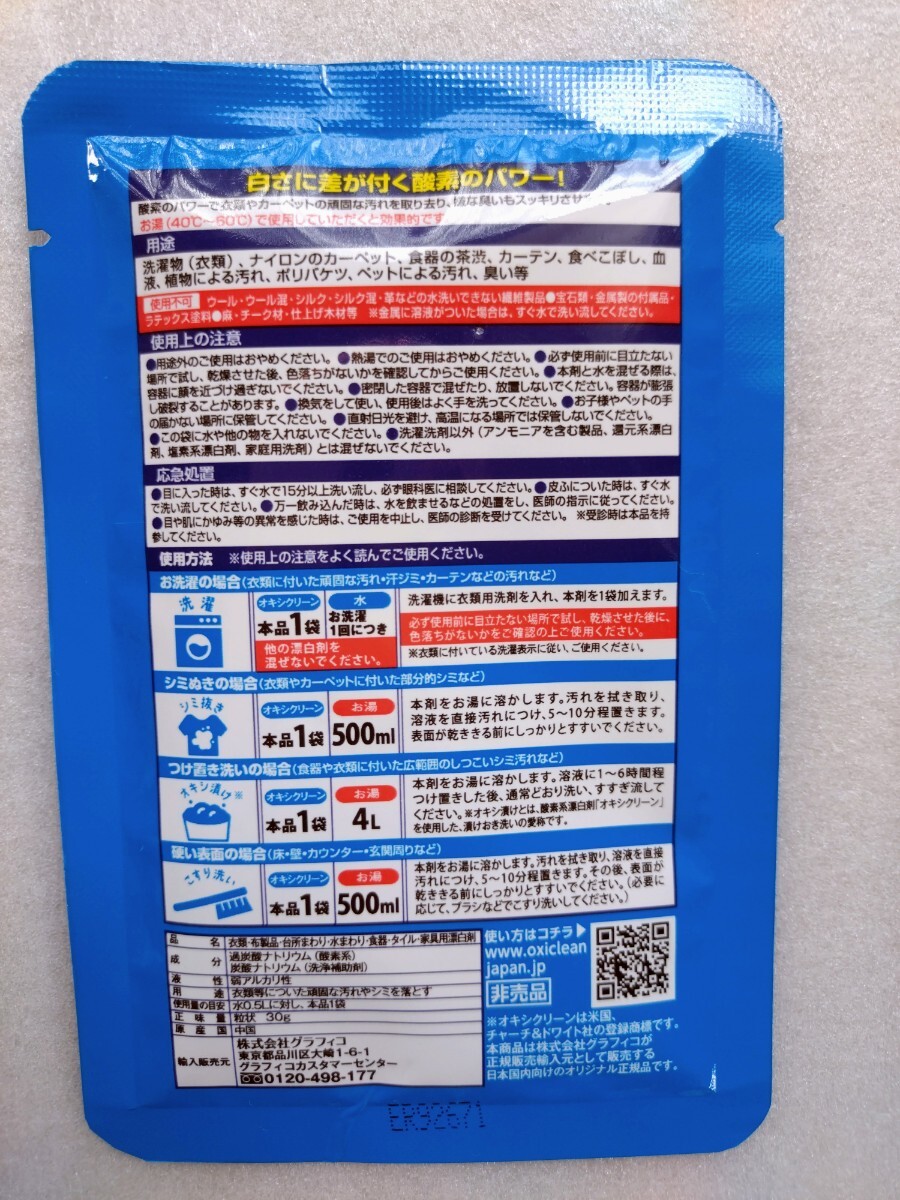 白さに差が付く酸素のパワー！
酸素のパワーで衣類やカーペットの頑固な汚れを取り去り、嫌な臭いもスッキリさせ
お湯(40℃〜60℃)で使用していただくと効果的です
用途
洗濯物(衣類)、ナイロンのカーペット、食器の茶渋、カーテン、食べこぼし、血
液、植物による汚れ、ポリバケツ、ペットによる汚れ、臭い等
使用不可 ウール・ウール混・シルク・シルク混・革などの水洗いできない繊維製品●宝石類・金属製の付属品・
ラテックス塗料●麻・チーク材・仕上げ木材等 ※金属に溶液がついた場合は、すぐ水で洗い流してください。
使用上の注意
●用途外のご使用はおやめください。●熱湯でのご使用はおやめください。●必ず使用前に目立たない
場所で試し、乾燥させた後、色落ちがないかを確認してからご使用ください。●本剤と水を混ぜる際は、
容器に顔を近づけ過ぎないでください。●密閉した容器で混ぜたり、放置しないでください。容器が膨張
し破裂することがあります。●換気をして使い、使用後はよく手を洗ってください。●お子様やペットの手
の届かない場所に保管してください。●直射日光を避け、高温になる場所では保管しないでください。
●この袋に水や他の物を入れないでください。●洗濯洗剤以外(アンモニアを含む製品、還元系漂白
剤、塩素系漂白剤、家庭用洗剤)とは混ぜないでください。
応急処置
●目に入った時は、すぐ水で15分以上洗い流し、必ず眼科医に相談してください。●皮ふについた時は、すぐ水
で洗い流してください。●万一飲み込んだ時は、水を飲ませるなどの処置をし、医師の指示に従ってください。
●目や肌にかゆみ等の異常を感じた時は、ご使用を中止し、医師の診断を受けてください。※受診時は本品を持
参してください。
使用方法 ※使用上の注意をよく読んでご使用ください。
お洗濯の場合(衣類に付いた頑固な汚れ・汗ジミ・カーテンなどの汚れなど)
洗濯
オキシクリーン
本品1袋
水
お洗濯
1回につき
他の漂白剤を
混ぜないでください。
洗濯機に衣類用洗剤を入れ、本剤を1袋加えます。
必ず使用前に目立たない場所で試し、乾燥させた後に、
色落ちがないかをご確認の上ご使用ください。
※衣類に付いている洗濯表示に従い、ご使用ください。
シミぬきの場合(衣類やカーペットに付いた部分的シミなど)
シミ抜き
オキシクリーン
本品1袋
お湯
500ml
本剤をお湯に溶かします。汚れを拭き取り、
溶液を直接汚れにつけ、5〜10分程置きます。
表面が乾ききる前にしっかりとすすいでください。
つけ置き洗いの場合(食器や衣類に付いた広範囲のしつこいシミ汚れなど)
オキシ漬け※
オキシクリーン
本品1袋
お湯
4L
本剤をお湯に溶かします。溶液に1〜6時間程
つけ置きした後、通常どおり洗い、すすぎ流して
ください。※オキシ漬けとは、酸素系漂白剤「オキシクリーン」
を使用した、漬けおき洗いの愛称です。
硬い表面の場合(床・壁・カウンター・玄関周りなど)
こすり洗い
オキシクリーン
本品1袋
お湯
500ml
本剤をお湯に溶かします。汚れを拭き取り、溶液を直接
汚れにつけ、5〜10分程置きます。その後、表面が
乾ききる前にしっかりとすすいでください。(必要に
応じて、ブラシなどでこすり洗いしてください。)
品名 衣類・布製品・台所まわり・水まわり・食器・タイル・家具用漂白剤
成分 過炭酸ナトリウム(酸素系)
炭酸ナトリウム(洗浄補助剤)
液性 弱アルカリ性
用途 衣類等についた頑固な汚れやシミを落とす
使用量の目安 水0.5Lに対し、本品1袋
正味量 粒状 30g
原産国 中国
輸入販売元 株式会社グラフィコ
東京都品川区大崎1-6-1
グラフィコカスタマーセンター
0120-498-177
使い方はコチラ▶
www.oxiclean
japan.jp
非売品
※オキシクリーンは米国、
チャーチ&ドワイト社の登録商標です。
本商品は株式会社グラフィコが
正規販売輸入元として販売する
日本国内向けのオリジナル正規品です。
ER92671